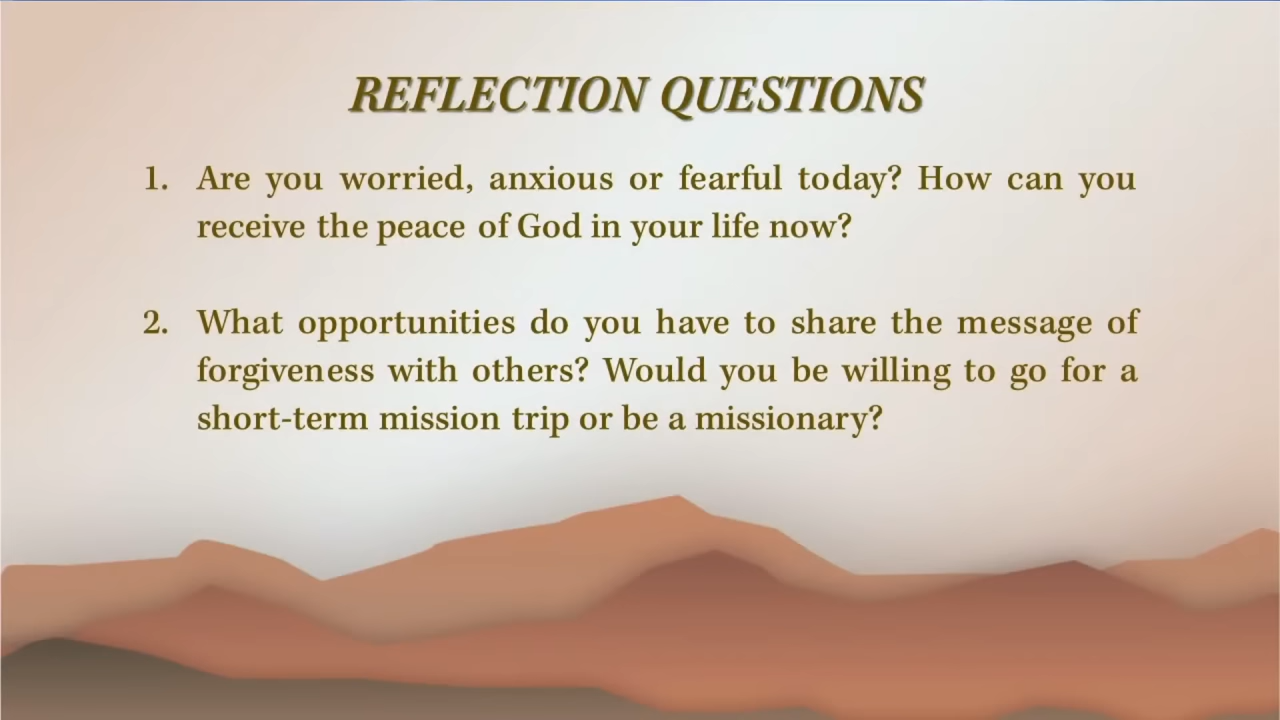 REFLECTION QUESTIONS
1. Are you worried, anxious or fearful today? How can you
receive the peace of God in your life now?
2. What opportunities do you have to share the message of
forgiveness with others? Would you be willing to go for a
short-term mission trip or be a missionary?